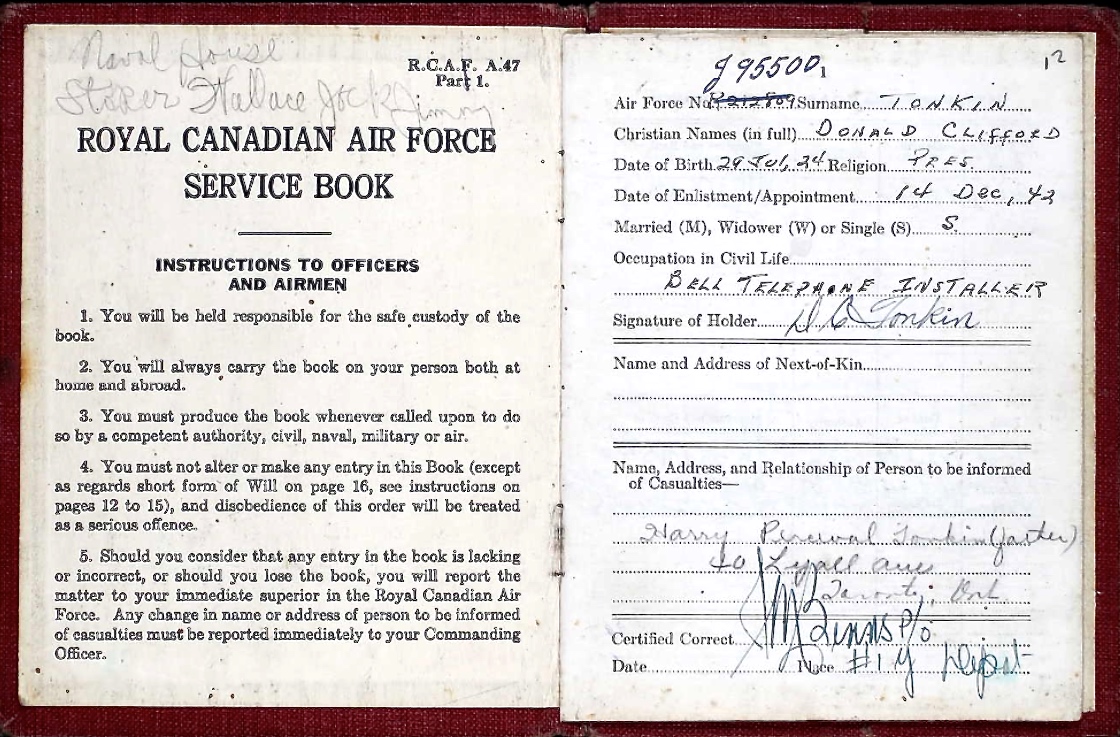 Naval House
Stoker Wallace Jock Jimmy
R.C.A.F. A.47
Part 1.
ROYAL CANADIAN AIR FORCE
SERVICE BOOK
INSTRUCTIONS TO OFFICERS
AND AIRMEN
1. You will be held responsible for the safe custody of the
book.
2. You will always carry the book on your person both at
home and abroad.
3. You must produce the book whenever called upon to do
so by a competent authority, civil, naval, military or air.
4. You must not alter or make any entry in this Book (except
as regards short form of Will on page 16, see instructions on
pages 12 to 15), and disobedience of this order will be treated
as a serious offence.
5. Should you consider that any entry in the book is lacking
or incorrect, or should you lose the book, you will report the
matter to your immediate superior in the Royal Canadian Air
Force. Any change in name or address of person to be informed
of casualties must be reported immediately to your Commanding
Officer.
J95500
1
Air Force No. R212809 Surname TONKIN
Christian Names (in full) DONALD CLIFFORD
Date of Birth 29 Jul, 24 Religion PRES.
Date of Enlistment/Appointment 14 Dec, 42
Married (M), Widower (W) or Single (S) S.
Occupation in Civil Life
BELL TELEPHONE INSTALLER
Signature of Holder D C Tonkin
Name and Address of Next-of-Kin
Name, Address, and Relationship of Person to be informed
of Casualties—
Harry Percival Tonkin (father)
40 Lyall Ave
Toronto, Ont.
Certified Correct P/O
Date Place #1 Y Depot